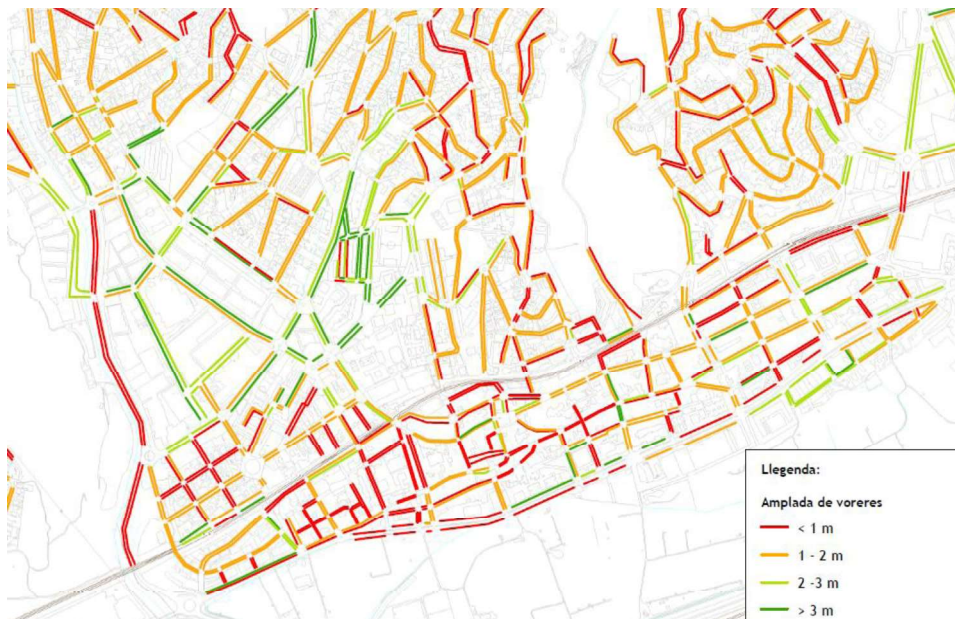 Llegenda:
Amplada de voreres
< 1 m
1 - 2 m
2 -3 m
> 3 m